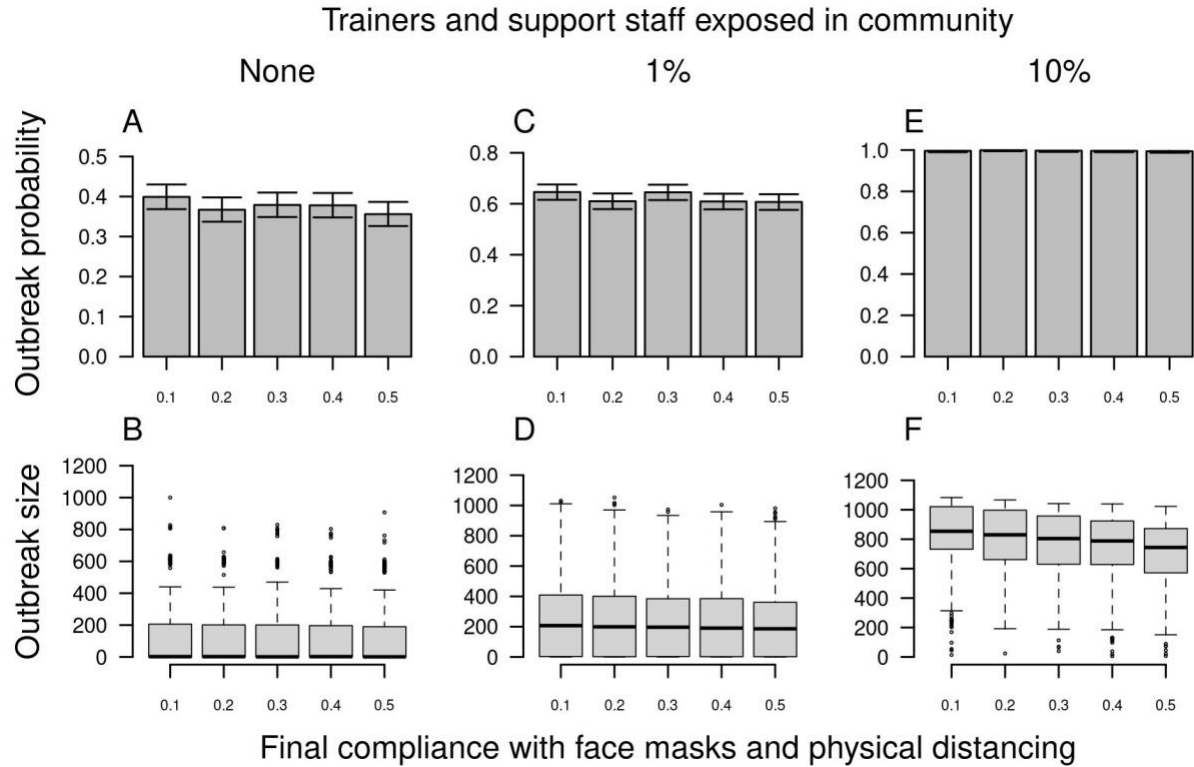 Trainers and support staff exposed in community
None 1% 10%
A C E
Outbreak probability
0.5
0.4
0.3
0.2
0.1
0.0
0.1 0.2 0.3 0.4 0.5
0.8
0.6
0.4
0.2
0.0
0.1 0.2 0.3 0.4 0.5
1.0
0.8
0.6
0.4
0.2
0.0
0.1 0.2 0.3 0.4 0.5
B D F
Outbreak size
1200
1000
800
600
400
200
0
0.1 0.2 0.3 0.4 0.5
1200
1000
800
600
400
200
0
0.1 0.2 0.3 0.4 0.5
1200
1000
800
600
400
200
0
0.1 0.2 0.3 0.4 0.5
Final compliance with face masks and physical distancing